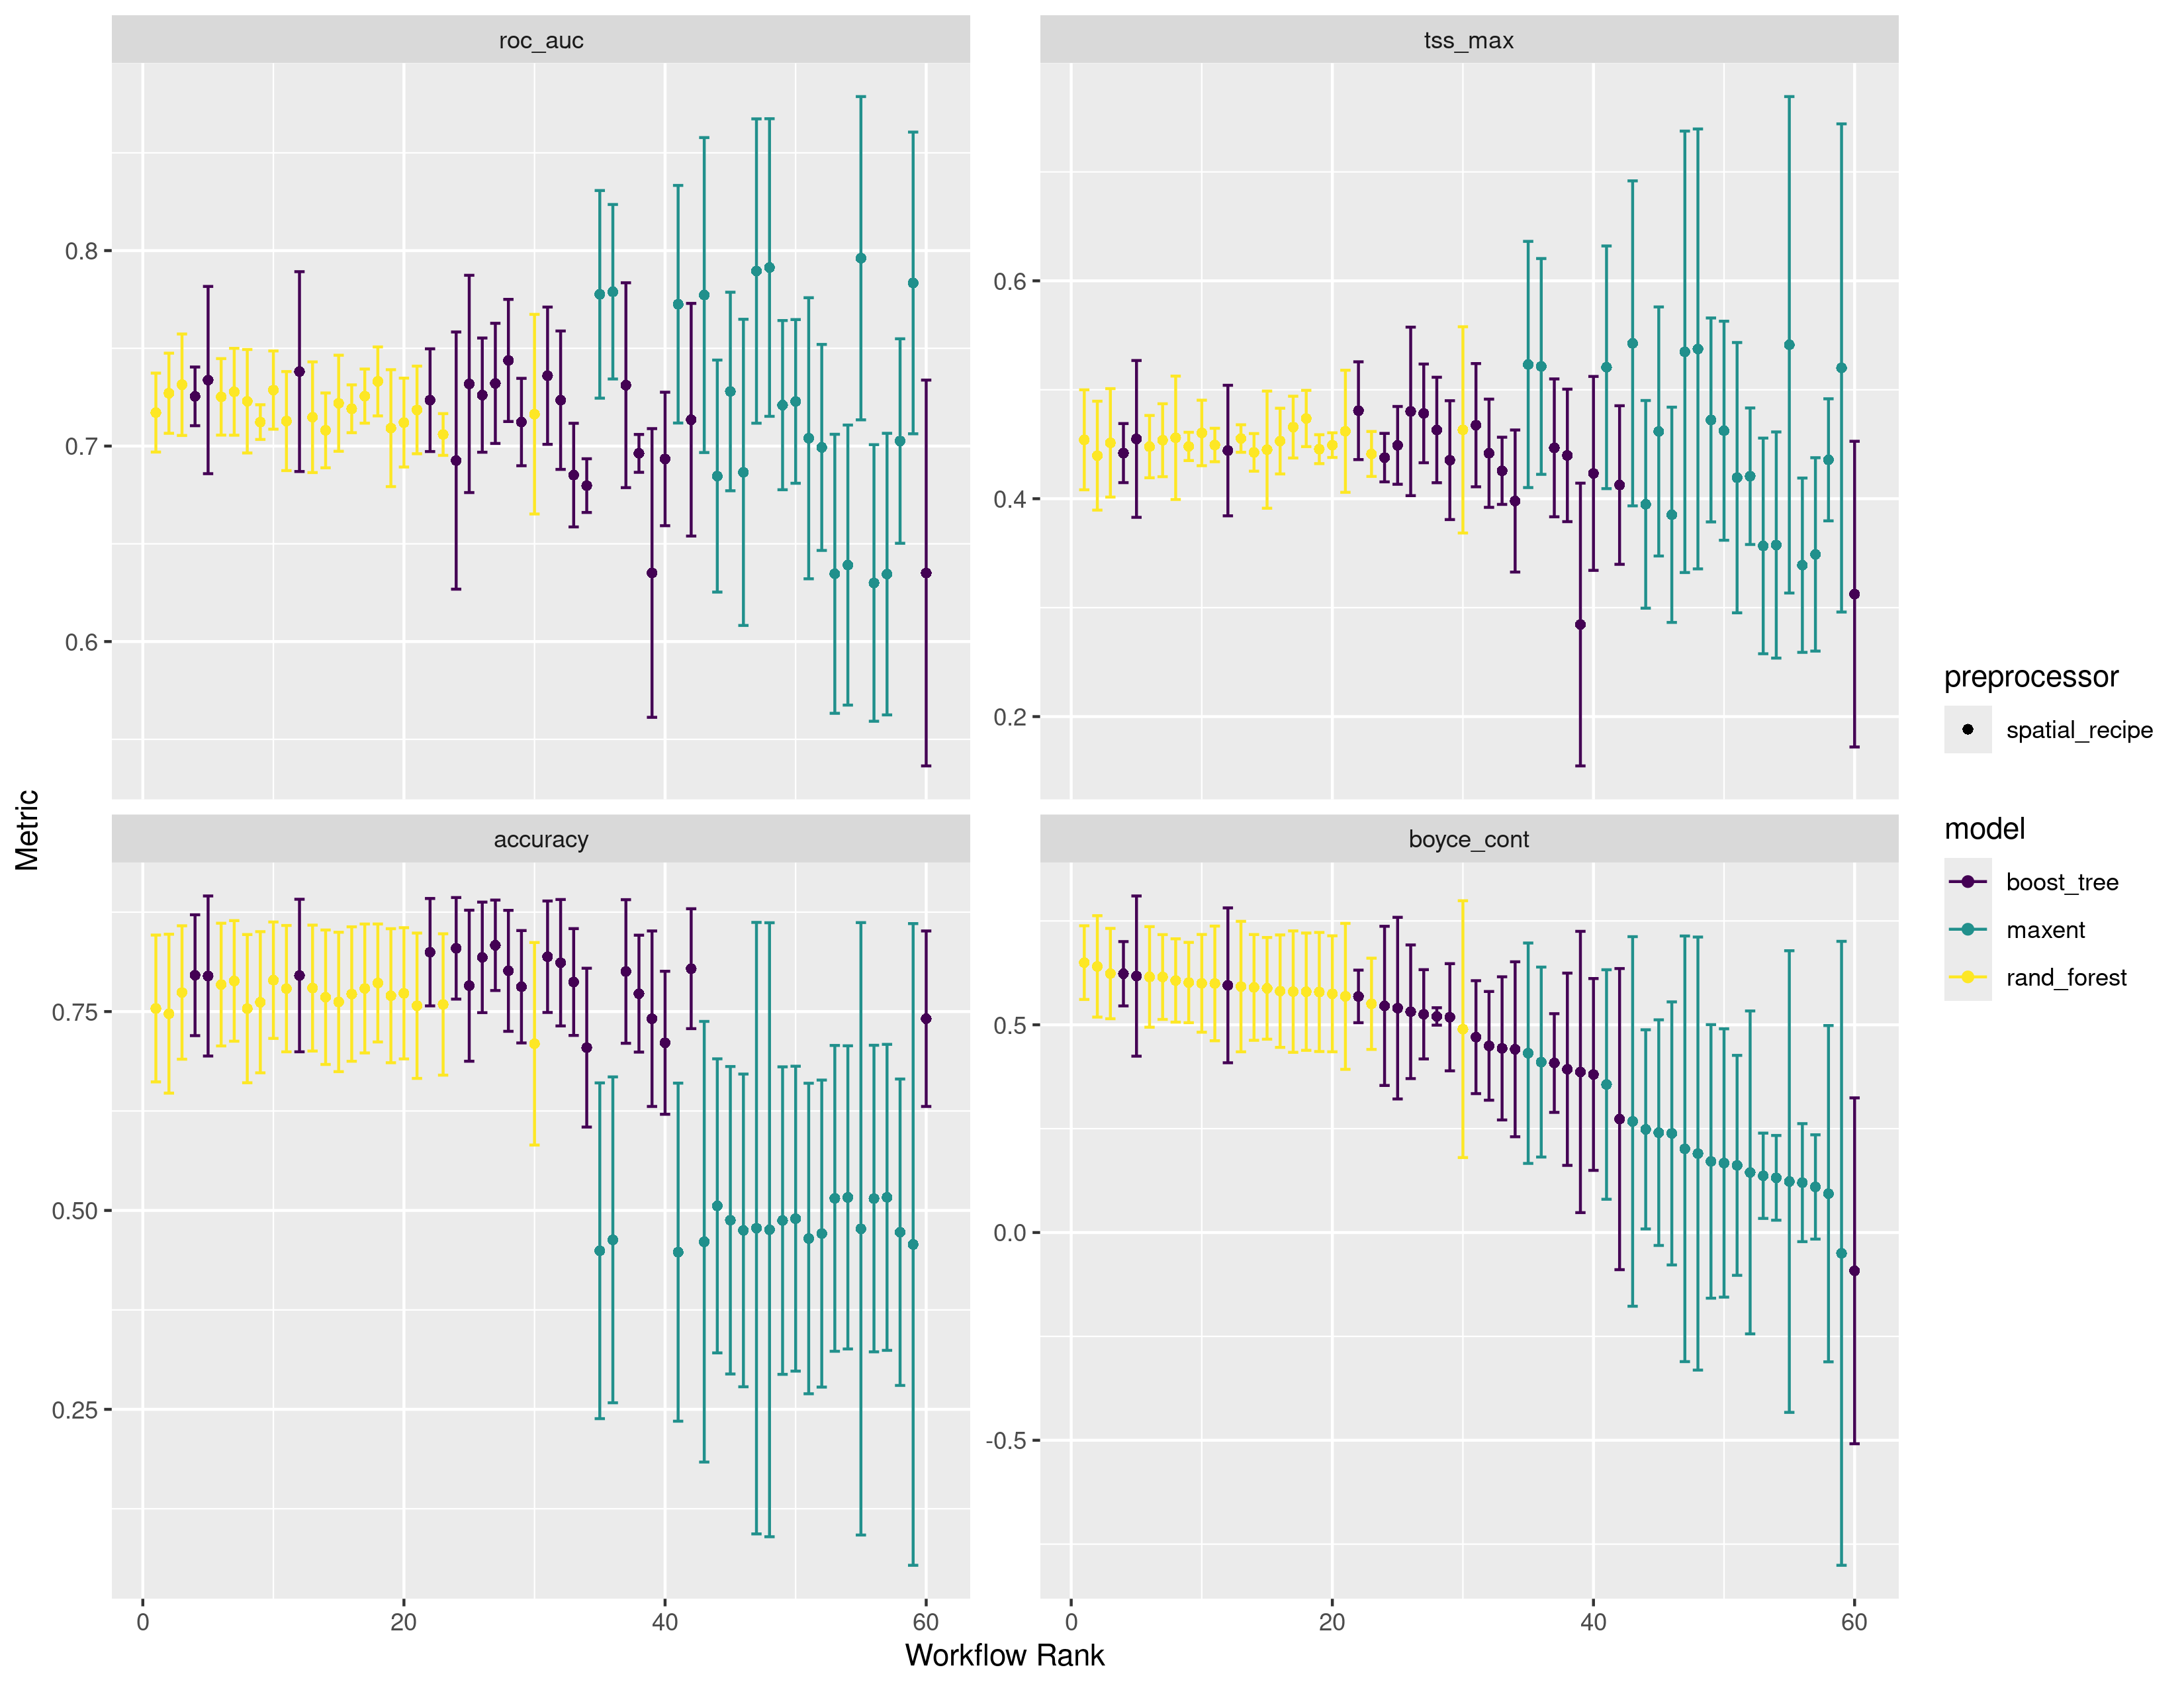 roc_auc
tss_max
0.8
0.7
0.6
0.6
0.4
0.2
Metric
accuracy
boyce_cont
0.75
0.50
0.25
0.5
0.0
-0.5
0 20 40 60
0 20 40 60
Workflow Rank
preprocessor
spatial_recipe
model
boost_tree
maxent
rand_forest